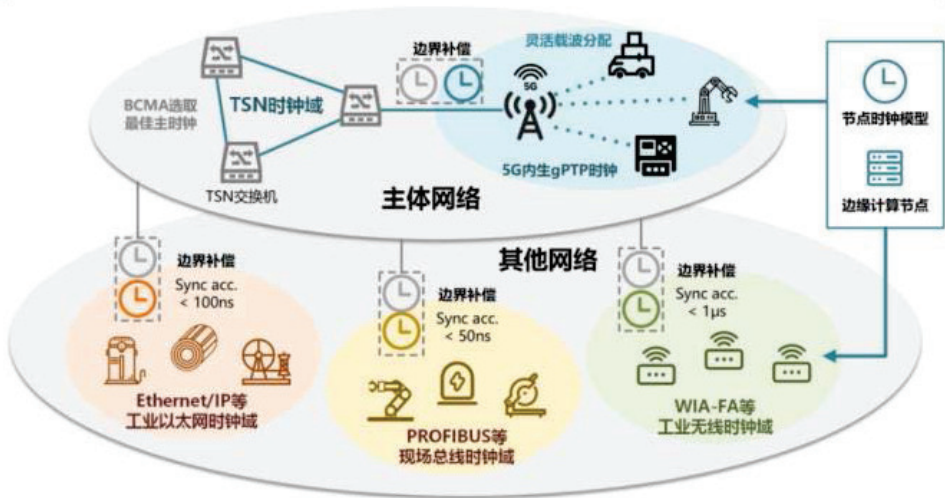 边界补偿
灵活载波分配
5G
BCMA选取
最佳主时钟
TSN时钟域
TSN交换机
5G内生gPTP时钟
主体网络
节点时钟模型
边缘计算节点
其他网络
边界补偿
Sync acc.
< 100ns
边界补偿
Sync acc.
< 50ns
边界补偿
Sync acc.
< 1μs
Ethernet/IP等
工业以太网时钟域
PROFIBUS等
现场总线时钟域
WIA-FA等
工业无线时钟域